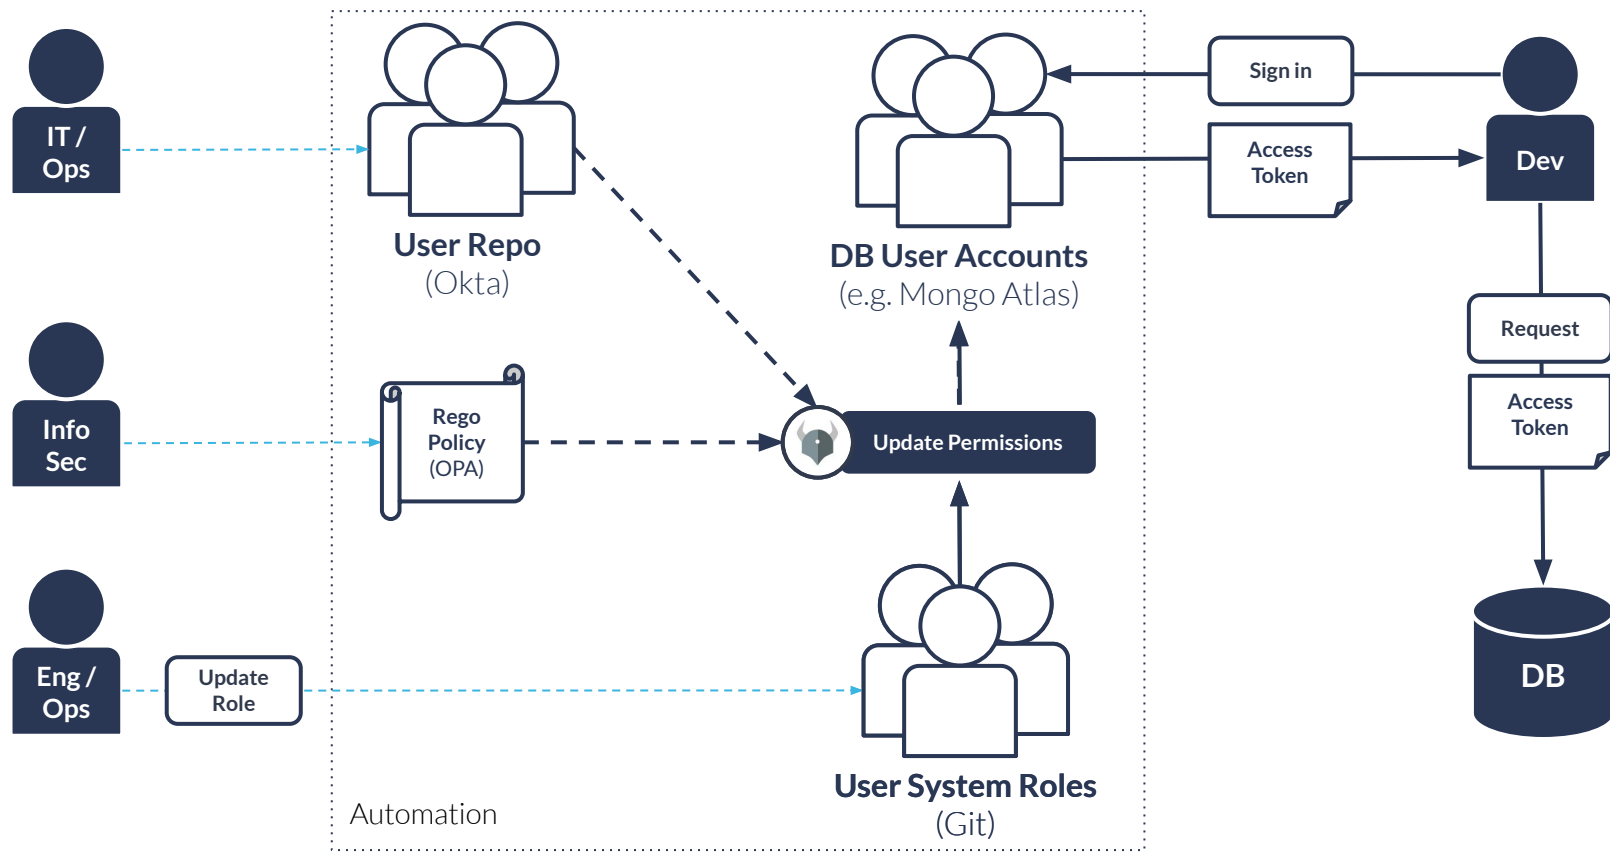 IT /
Ops
User Repo
(Okta)
DB User Accounts
(e.g. Mongo Atlas)
Sign in
Access
Token
Dev
Request
Access
Token
Info
Sec
Rego
Policy
(OPA)
Update Permissions
Eng /
Ops
Update
Role
User System Roles
(Git)
DB
Automation